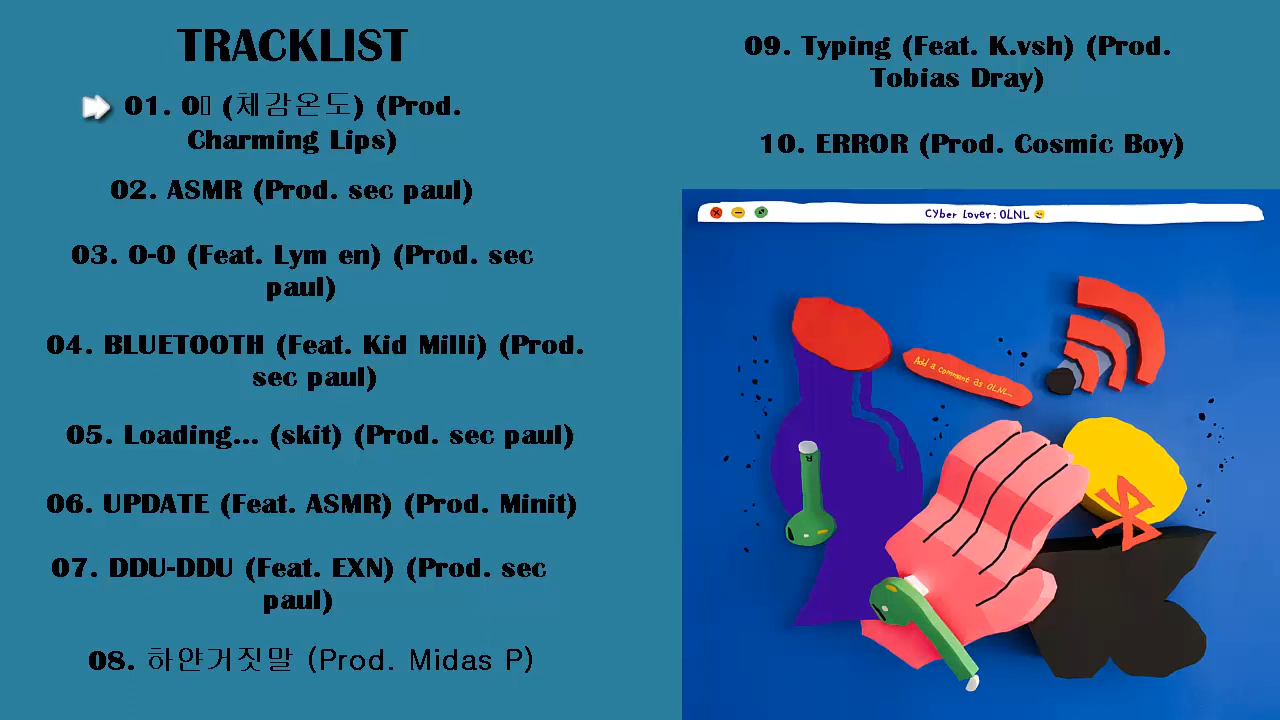 TRACKLIST
01. 0▯ (체감온도) (Prod.
Charming Lips)
02. ASMR (Prod. sec paul)
03. O-O (Feat. Lym en) (Prod. sec
paul)
04. BLUETOOTH (Feat. Kid Milli) (Prod.
sec paul)
05. Loading... (skit) (Prod. sec paul)
06. UPDATE (Feat. ASMR) (Prod. Minit)
07. DDU-DDU (Feat. EXN) (Prod. sec
paul)
08. 하얀거짓말 (Prod. Midas P)
09. Typing (Feat. K.vsh) (Prod.
Tobias Dray)
10. ERROR (Prod. Cosmic Boy)
Cyber Lover: OLNL 😄
Add a comment as OLNL...
R